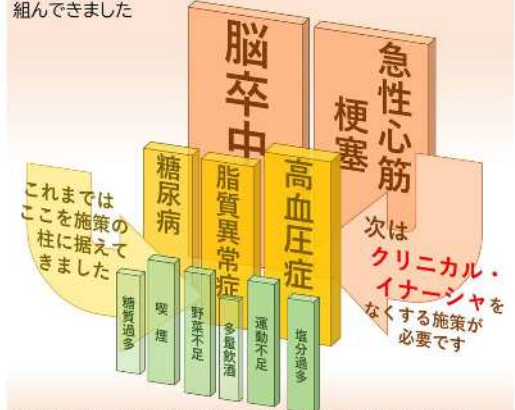 組んできました
脳卒中
急性心筋
梗塞
糖尿病
脂質異常症
高血圧症
これまでは
ここを施策の
柱に据えて
きました
次は
クリニカル・
イナーシャを
なくする施策が
必要です
糖質過多
喫煙
野菜不足
多量飲酒
運動不足
塩分過多